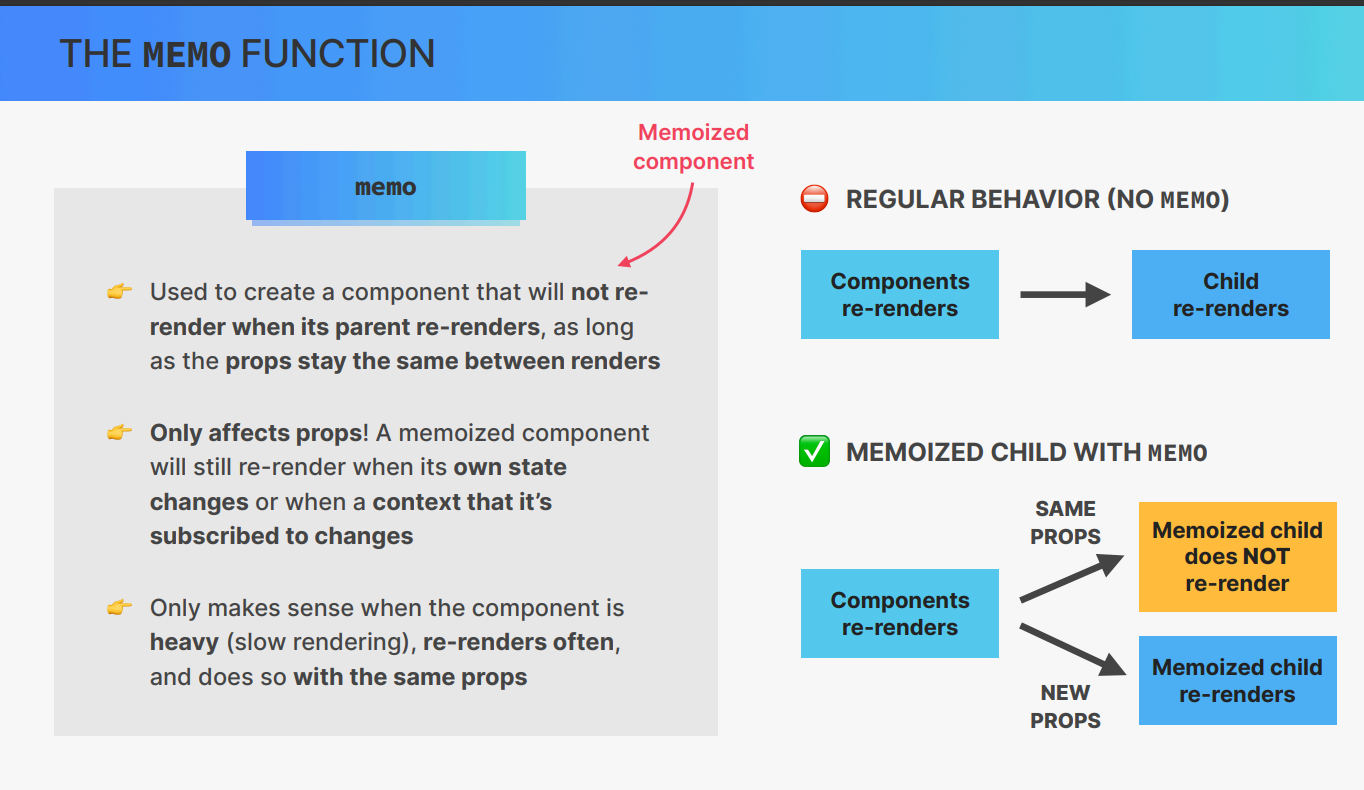 THE MEMO FUNCTION
Memoized
component
memo
Used to create a component that will not re-
render when its parent re-renders, as long
as the props stay the same between renders
Only affects props! A memoized component
will still re-render when its own state
changes or when a context that it’s
subscribed to changes
Only makes sense when the component is
heavy (slow rendering), re-renders often,
and does so with the same props
REGULAR BEHAVIOR (NO MEMO)
Components
re-renders
Child
re-renders
MEMOIZED CHILD WITH MEMO
Components
re-renders
SAME
PROPS
Memoized child
does NOT
re-render
NEW
PROPS
Memoized child
re-renders